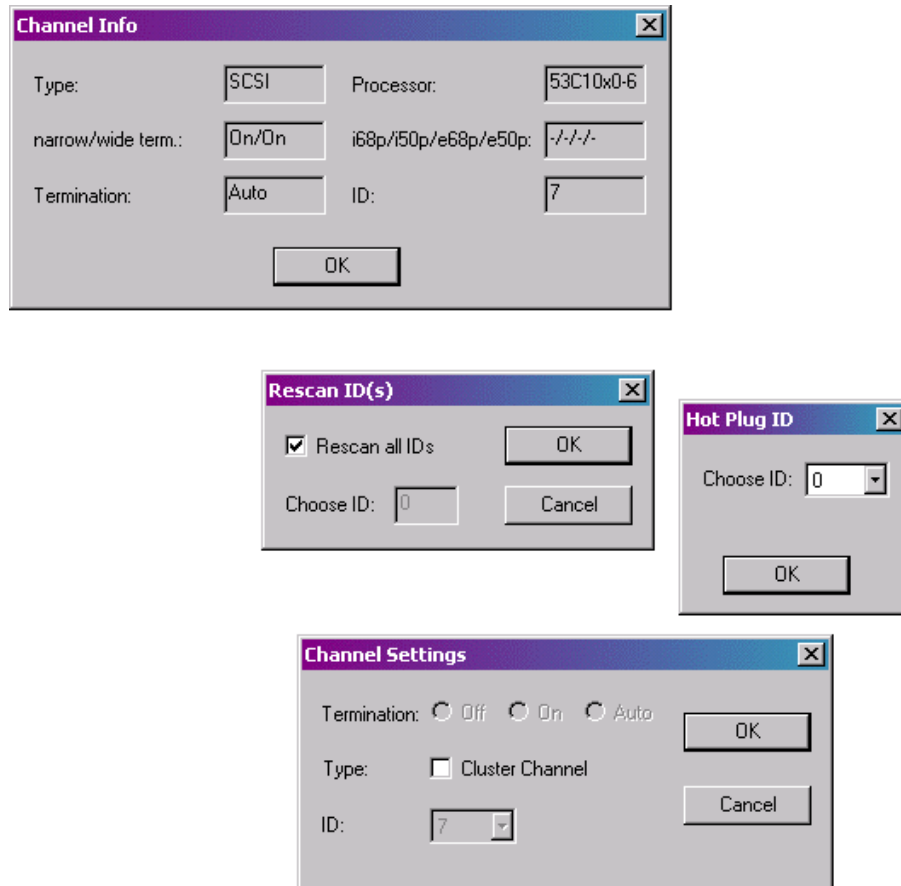 Channel Info
Type: SCSI Processor: 53C10x0-6
narrow/wide term.: On/On i68p/i50p/e68p/e50p: -/-/-/-
Termination: Auto ID: 7
OK
Rescan ID(s)
Rescan all IDs OK
Choose ID: 0 Cancel
Hot Plug ID
Choose ID: 0
OK
Channel Settings
Termination: Off On Auto OK
Type: Cluster Channel
Cancel
ID: 7